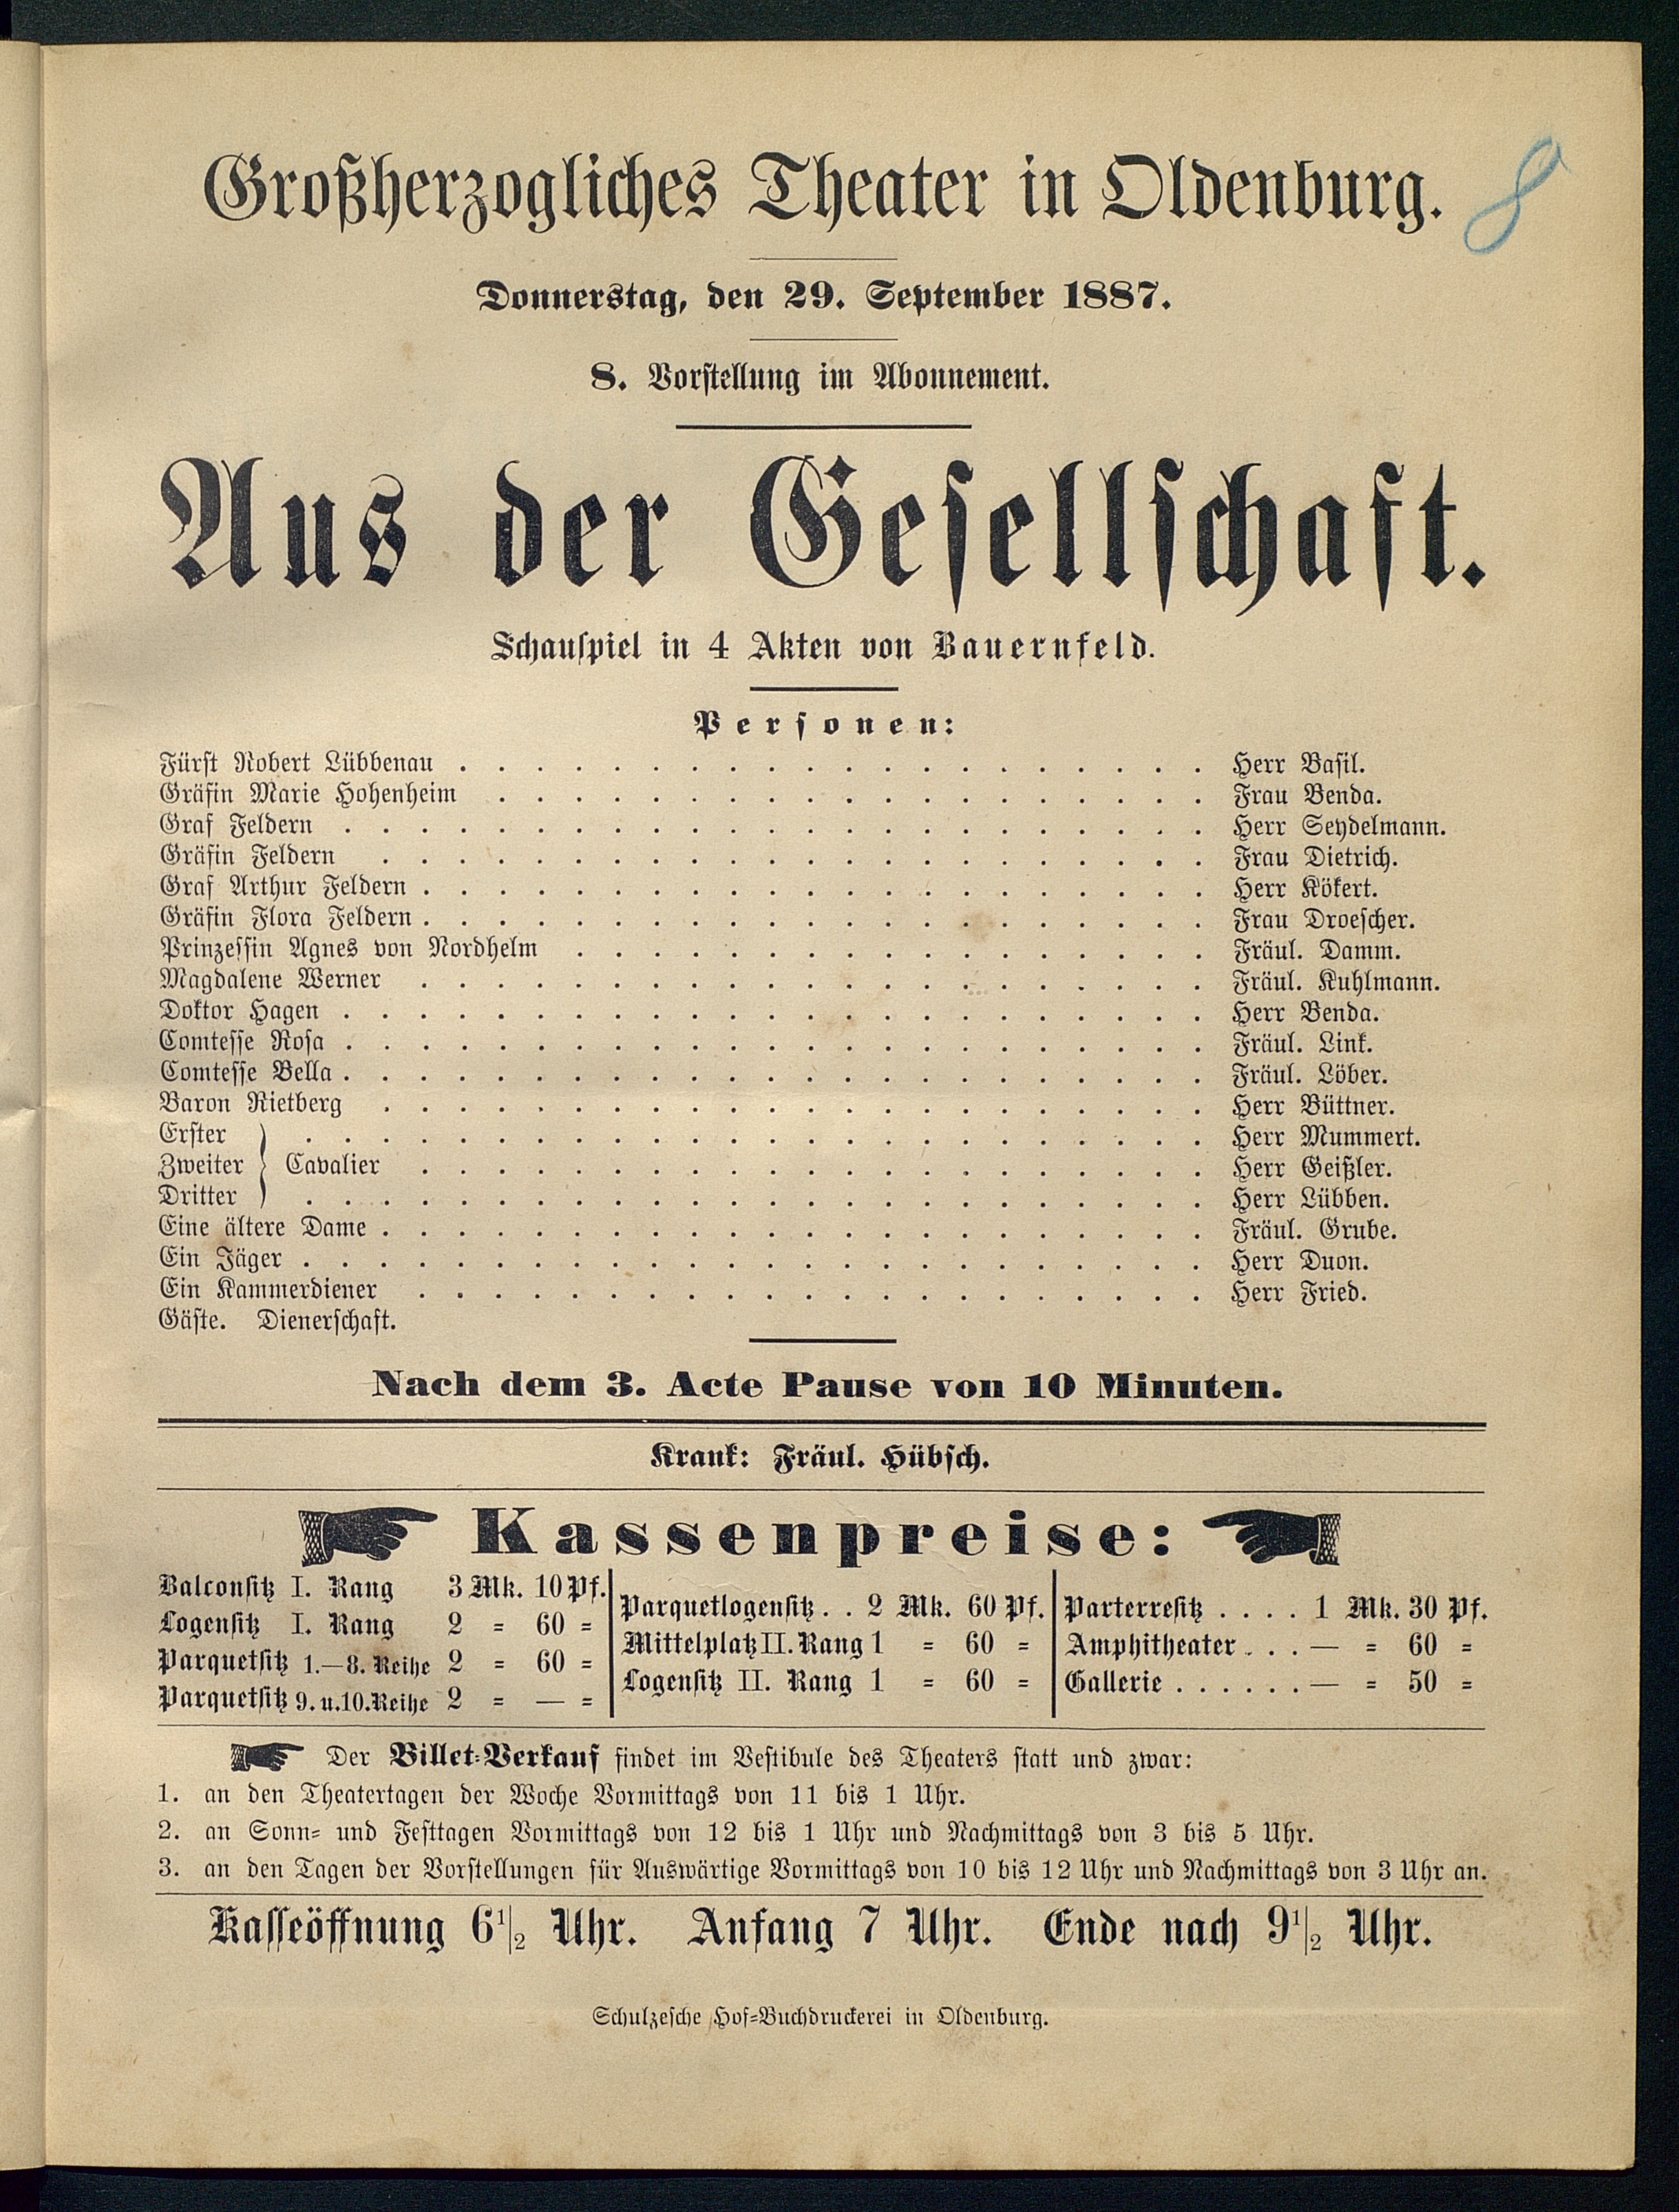 Großherzogliches Theater in Oldenburg.
8
Donnerstag, den 29. September 1887.
8. Vorstellung im Abonnement.
Aus der Gesellschaft.
Schauspiel in 4 Akten von Bauernfeld.
Personen:
Fürst Robert Lübbenau . . . . . . . . . . . . . . . . . . . . Herr Basil.
Gräfin Marie Hohenheim . . . . . . . . . . . . . . . . . . . Frau Benda.
Graf Feldern . . . . . . . . . . . . . . . . . . . . . . . Herr Seydelmann.
Gräfin Feldern . . . . . . . . . . . . . . . . . . . . . . Frau Dietrich.
Graf Arthur Feldern . . . . . . . . . . . . . . . . . . . . . Herr Kökert.
Gräfin Flora Feldern . . . . . . . . . . . . . . . . . . . . . Frau Droescher.
Prinzessin Agnes von Nordhelm . . . . . . . . . . . . . . . . . Fräul. Damm.
Magdalene Werner . . . . . . . . . . . . . . . . . . . . . Fräul. Kuhlmann.
Doktor Hagen . . . . . . . . . . . . . . . . . . . . . . . Herr Benda.
Comtesse Rosa . . . . . . . . . . . . . . . . . . . . . . . Fräul. Link.
Comtesse Bella . . . . . . . . . . . . . . . . . . . . . . . Fräul. Löber.
Baron Rietberg . . . . . . . . . . . . . . . . . . . . . . Herr Büttner.
Erster . . . . . . . . . . . . . . . . . . . . . . . . Herr Mummert.
Zweiter } Cavalier . . . . . . . . . . . . . . . . . . . . . Herr Geißler.
Dritter . . . . . . . . . . . . . . . . . . . . . . . . Herr Lübben.
Eine ältere Dame . . . . . . . . . . . . . . . . . . . . . . Fräul. Grube.
Ein Jäger . . . . . . . . . . . . . . . . . . . . . . . . Herr Duon.
Ein Kammerdiener . . . . . . . . . . . . . . . . . . . . . Herr Fried.
Gäste. Dienerschaft.
Nach dem 3. Acte Pause von 10 Minuten.
Krank: Fräul. Hübsch.
Kassenpreise:
Balconsitz I. Rang 3 Mk. 10 Pf.
Logensitz I. Rang 2 = 60 =
Parquetsitz 1.—8. Reihe 2 = 60 =
Parquetsitz 9. u. 10. Reihe 2 = — =
Parquetlogensitz . . 2 Mk. 60 Pf.
Mittelplatz II. Rang 1 = 60 =
Logensitz II. Rang 1 = 60 =
Parterresitz . . . . 1 Mk. 30 Pf.
Amphitheater . . . — = 60 =
Gallerie . . . . . . — = 50 =
Der Billet-Verkauf findet im Vestibule des Theaters statt und zwar:
1. an den Theatertagen der Woche Vormittags von 11 bis 1 Uhr.
2. an Sonn- und Festtagen Vormittags von 12 bis 1 Uhr und Nachmittags von 3 bis 5 Uhr.
3. an den Tagen der Vorstellungen für Auswärtige Vormittags von 10 bis 12 Uhr und Nachmittags von 3 Uhr an.
Kasseöffnung 6 1/2 Uhr. Anfang 7 Uhr. Ende nach 9 1/2 Uhr.
Schulzesche Hof-Buchdruckerei in Oldenburg.